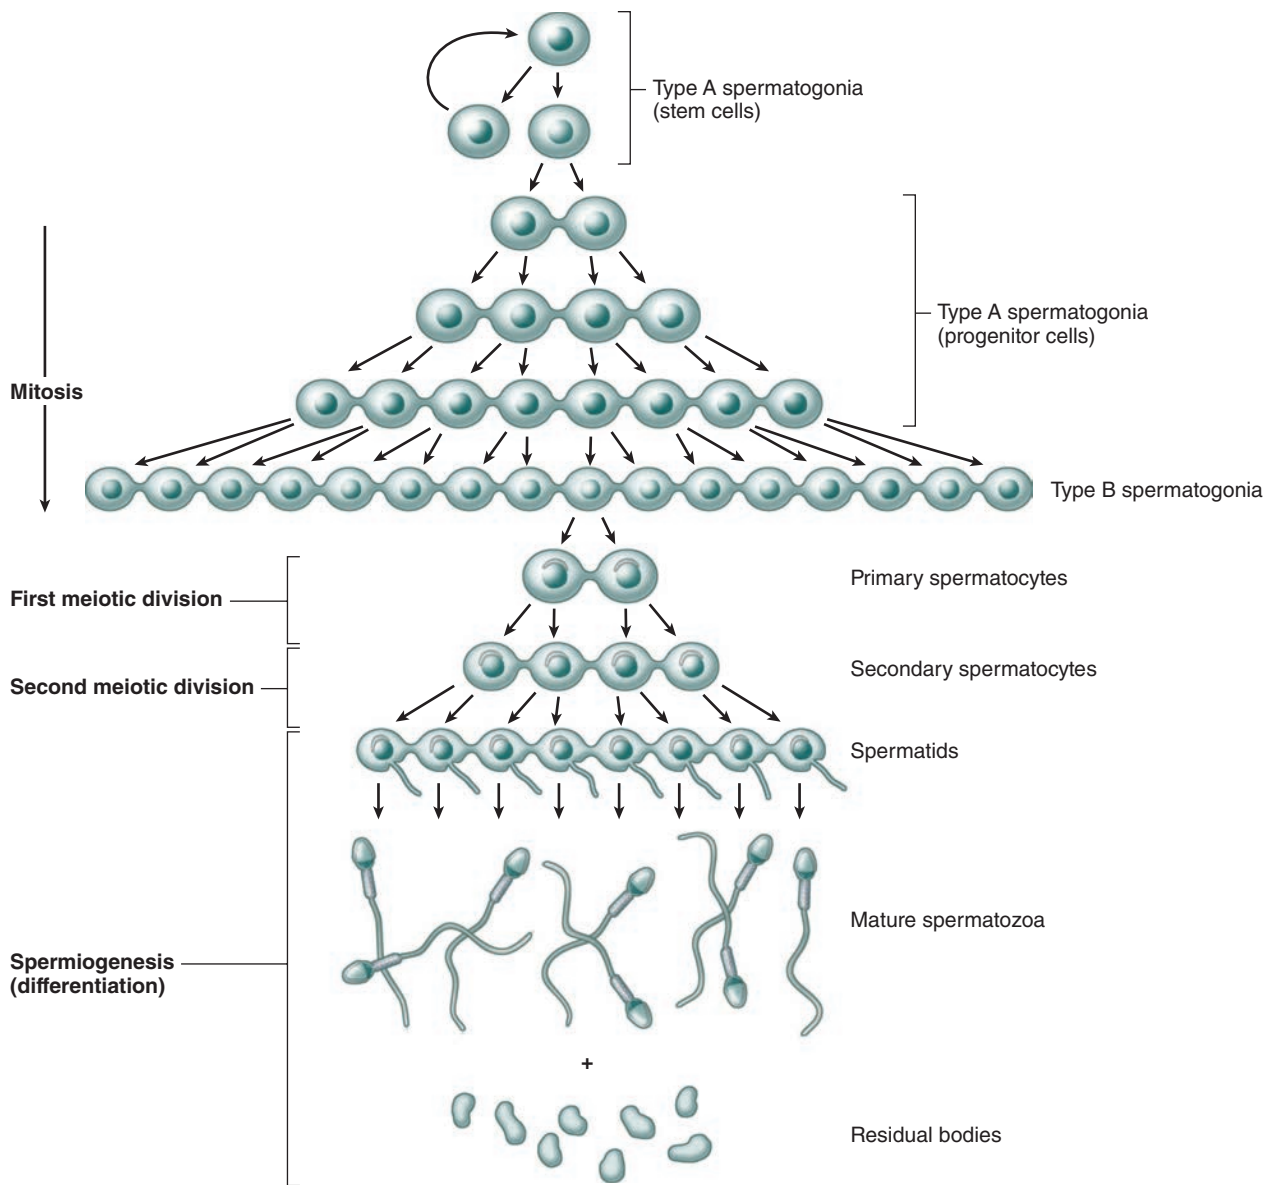 Type A spermatogonia
(stem cells)
Type A spermatogonia
(progenitor cells)
Mitosis
Type B spermatogonia
Primary spermatocytes
First meiotic division
Secondary spermatocytes
Second meiotic division
Spermatids
Mature spermatozoa
Spermiogenesis
(differentiation)
+
Residual bodies